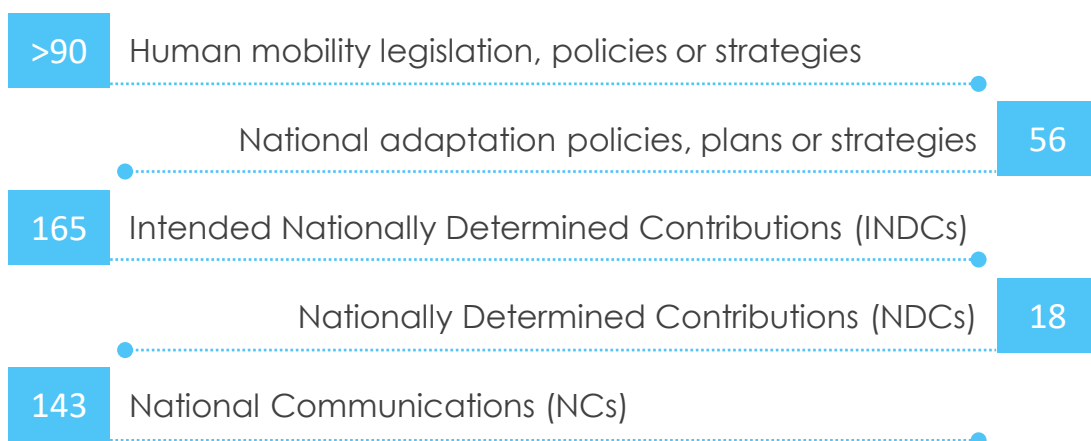 >90 Human mobility legislation, policies or strategies
National adaptation policies, plans or strategies 56
165 Intended Nationally Determined Contributions (INDCs)
Nationally Determined Contributions (NDCs) 18
143 National Communications (NCs)